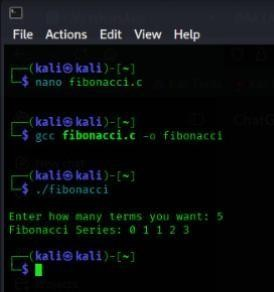 File Actions Edit View Help
┌──(kali㉿kali)-[~]
└─$ nano fibonacci.c
┌──(kali㉿kali)-[~]
└─$ gcc fibonacci.c -o fibonacci
┌──(kali㉿kali)-[~]
└─$ ./fibonacci
Enter how many terms you want: 5
Fibonacci Series: 0 1 1 2 3
┌──(kali㉿kali)-[~]
└─$